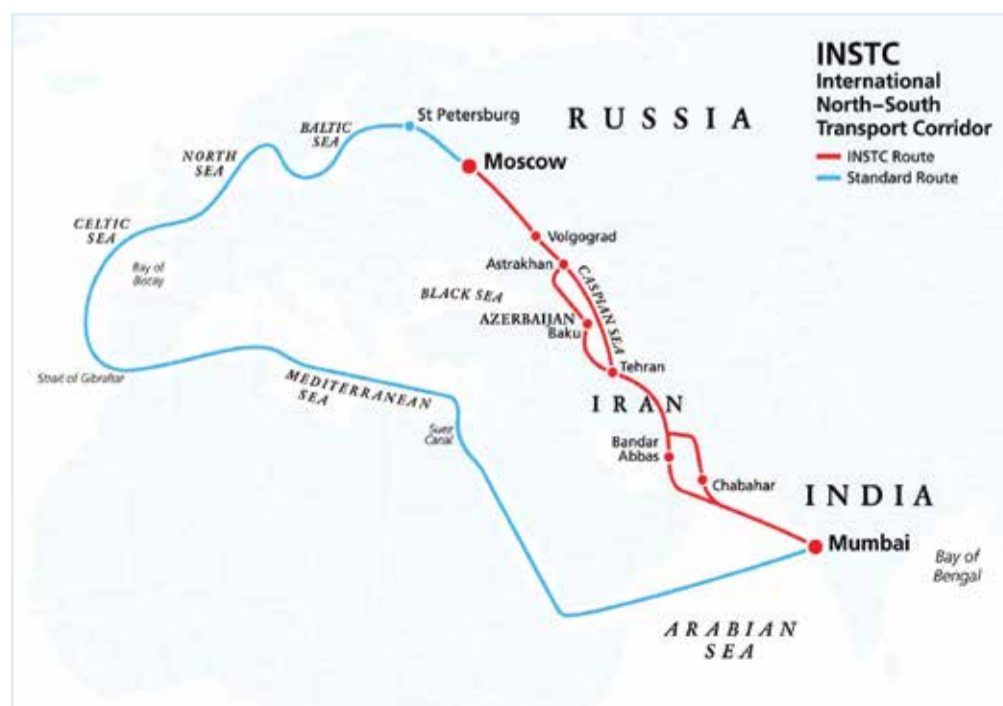 INSTC
International
North–South
Transport Corridor
INSTC Route
Standard Route
St Petersburg
RUSSIA
BALTIC
SEA
Moscow
NORTH
SEA
CELTIC
SEA
Volgograd
Bay of
Biscay
Astrakhan
CASPIAN SEA
BLACK SEA
AZERBAIJAN
Baku
Tehran
Strait of Gibraltar
MEDITERRANEAN
SEA
IRAN
Suez
Canal
Bandar
Abbas
Chabahar
INDIA
Mumbai
Bay of
Bengal
ARABIAN
SEA